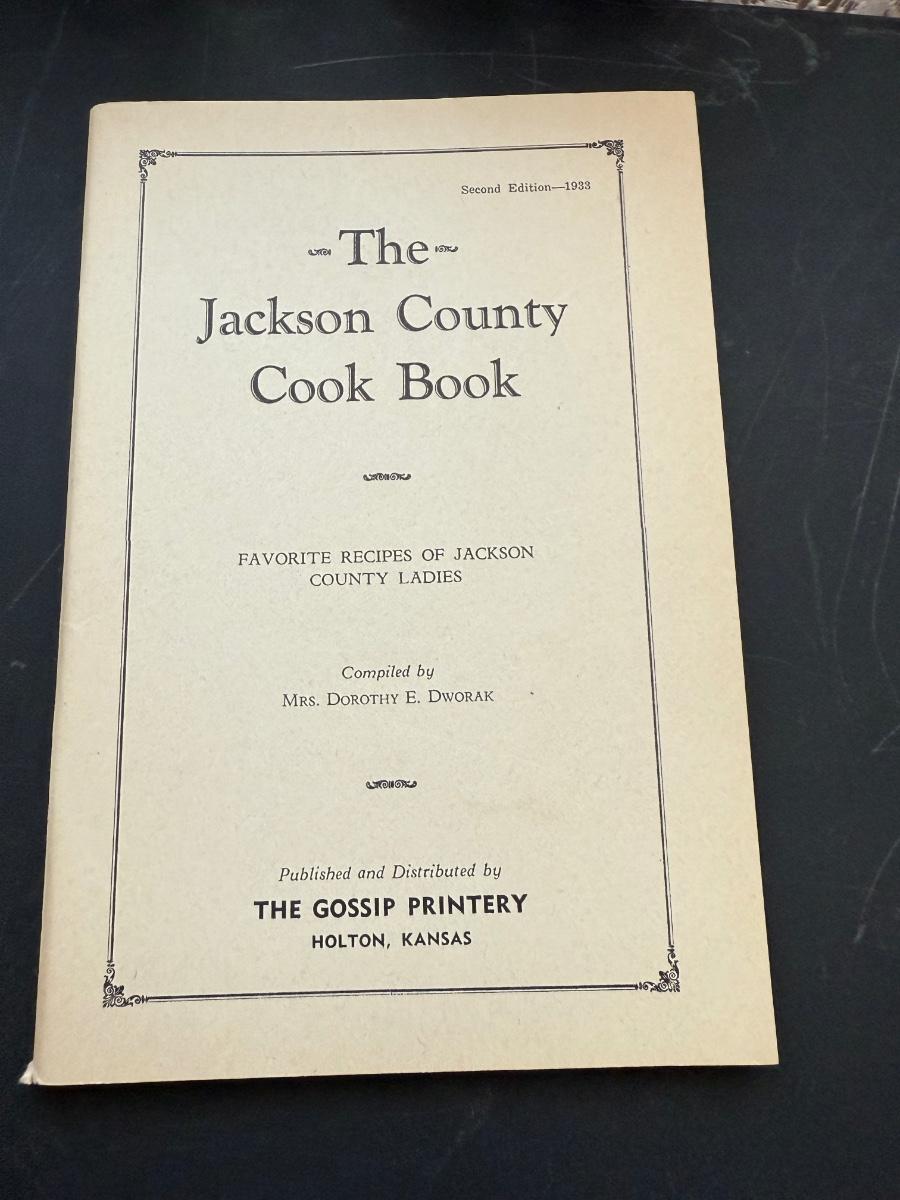 Second Edition—1933
The
Jackson County
Cook Book
FAVORITE RECIPES OF JACKSON
COUNTY LADIES
Compiled by
MRS. DOROTHY E. DWORAK
Published and Distributed by
THE GOSSIP PRINTERY
HOLTON, KANSAS